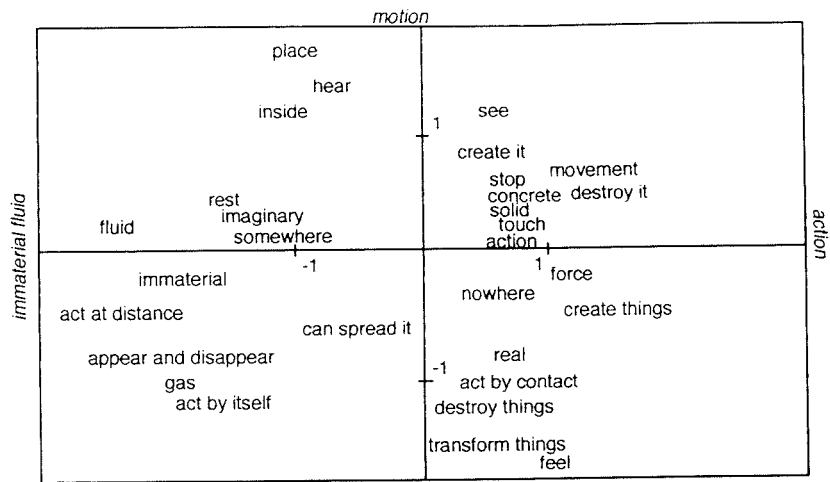 motion
place
hear
inside
see
1
create it
movement
stop
concrete
destroy it
rest
solid
imaginary
touch
fluid
somewhere
action
immaterial fluid
action
-1
1
immaterial
force
nowhere
act at distance
create things
can spread it
appear and disappear
real
-1
gas
act by contact
act by itself
destroy things
transform things
feel